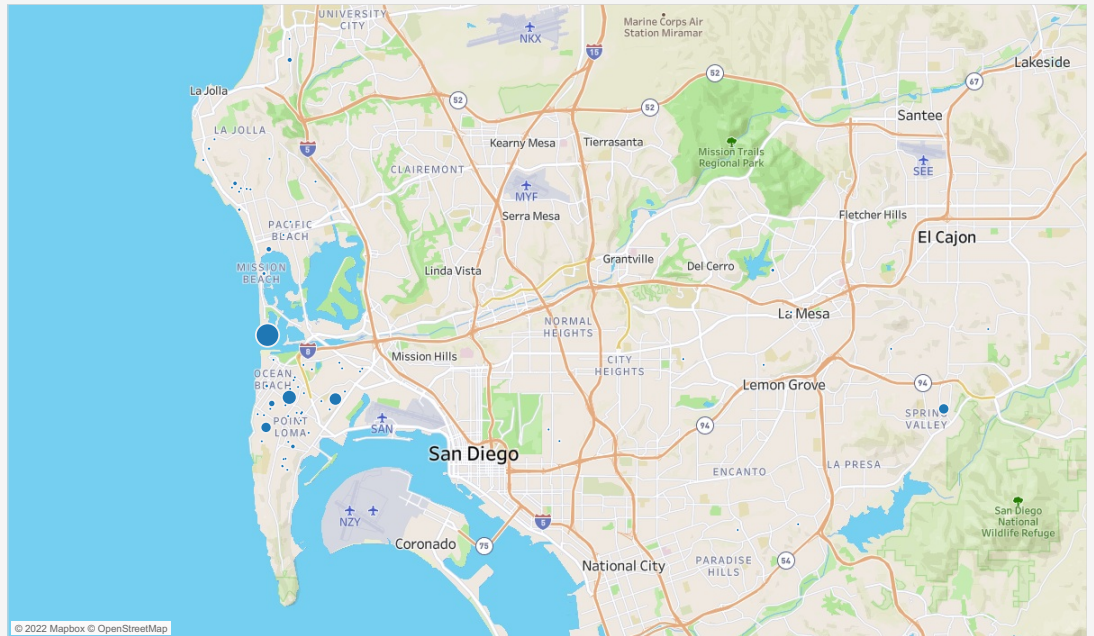 UNIVERSITY
CITY
NKX
Marine Corps Air
Station Miramar
15
Lakeside
52
67
La Jolla
52
52
Santee
LA JOLLA
5
Kearny Mesa
Tierrasanta
Mission Trails
Regional Park
SEE
CLAIREMONT
MYF
Serra Mesa
Fletcher Hills
PACIFIC
BEACH
El Cajon
MISSION
BEACH
Linda Vista
Grantville
Del Cerro
NORMAL
HEIGHTS
La Mesa
8
Mission Hills
CITY
HEIGHTS
OCEAN
BEACH
Lemon Grove
94
SPRING
VALLEY
POINT
LOMA
SAN
94
San Diego
ENCANTO
LA PRESA
NZY
5
San Diego
National
Wildlife Refuge
Coronado
75
National City
PARADISE
HILLS
54
© 2022 Mapbox © OpenStreetMap